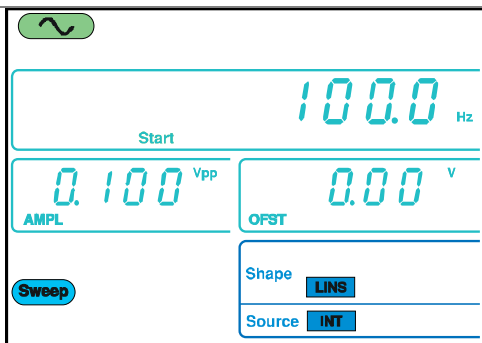 100.0 Hz
Start
0.100 Vpp
AMPL
0.00 V
OFST
Sweep
Shape LINS
Source INT